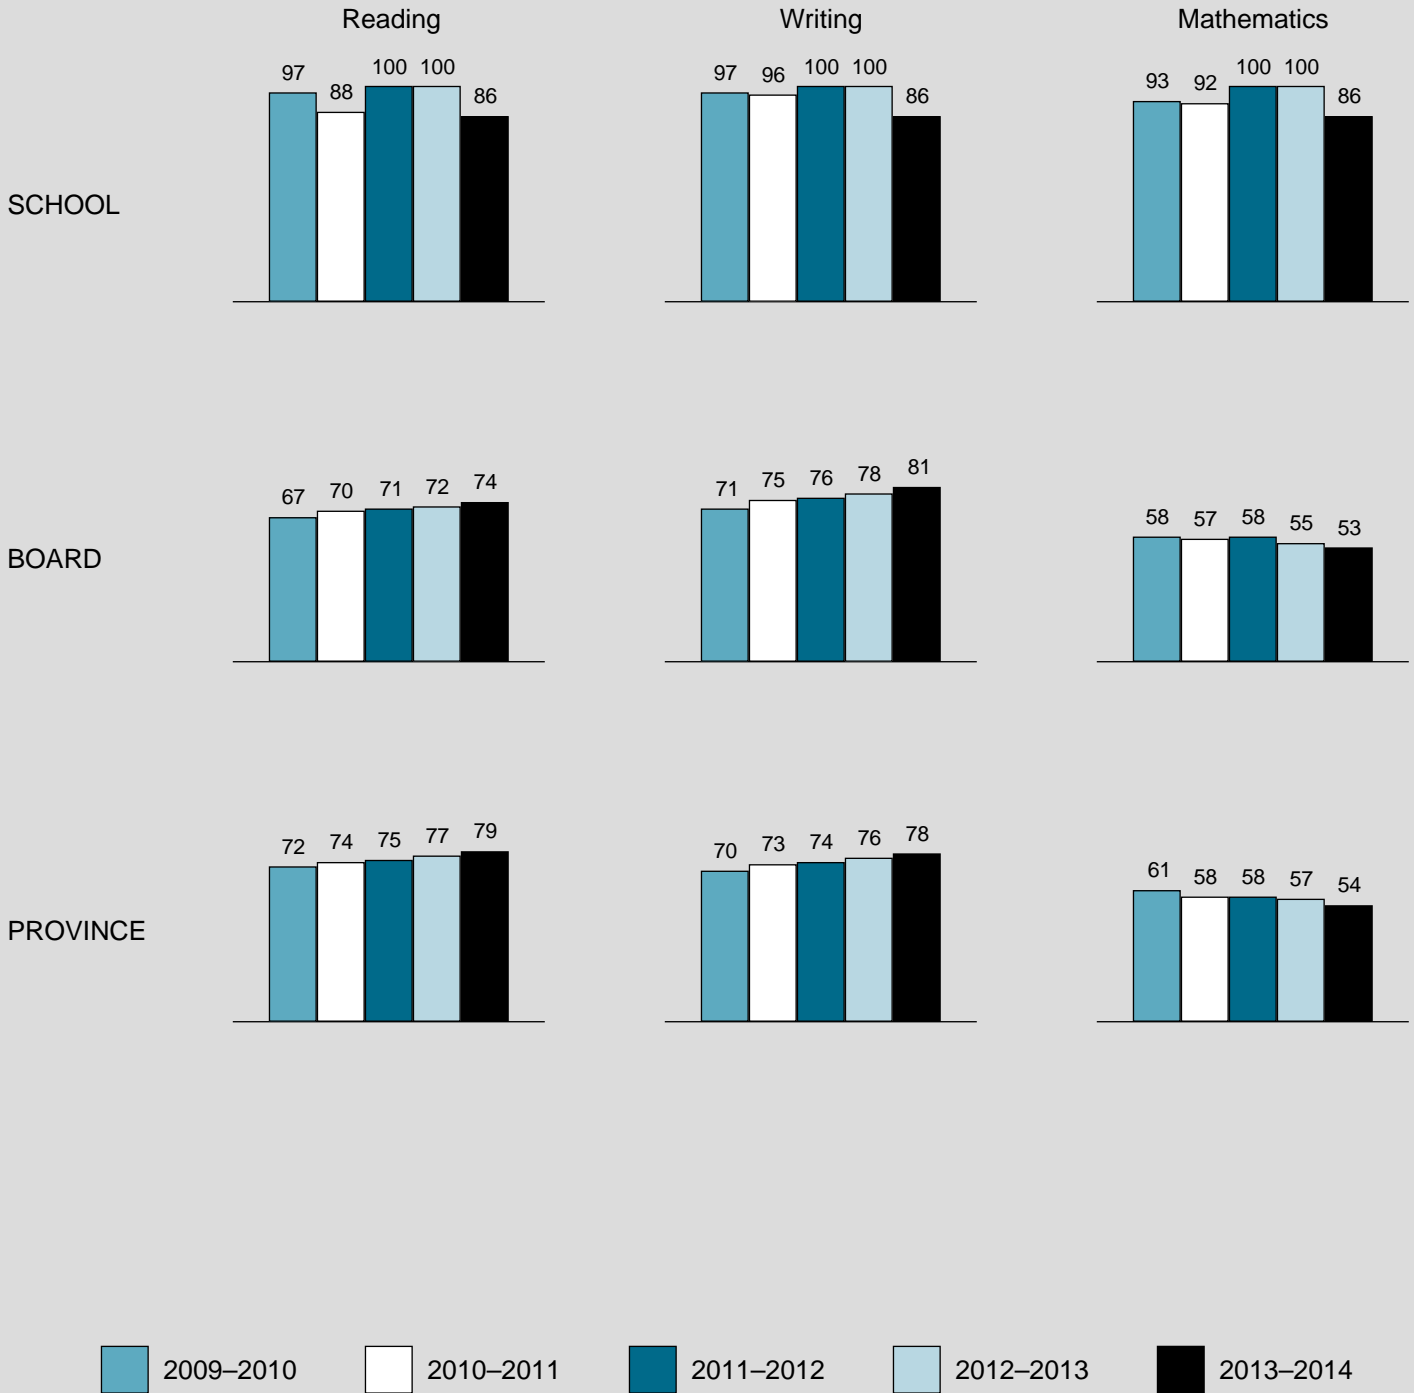 Reading Writing Mathematics
97 88 100 100 86 97 96 100 100 86 93 92 100 100 86
SCHOOL
67 70 71 72 74 71 75 76 78 81 58 57 58 55 53
BOARD
72 74 75 77 79 70 73 74 76 78 61 58 58 57 54
PROVINCE
2009–2010 2010–2011 2011–2012 2012–2013 2013–2014